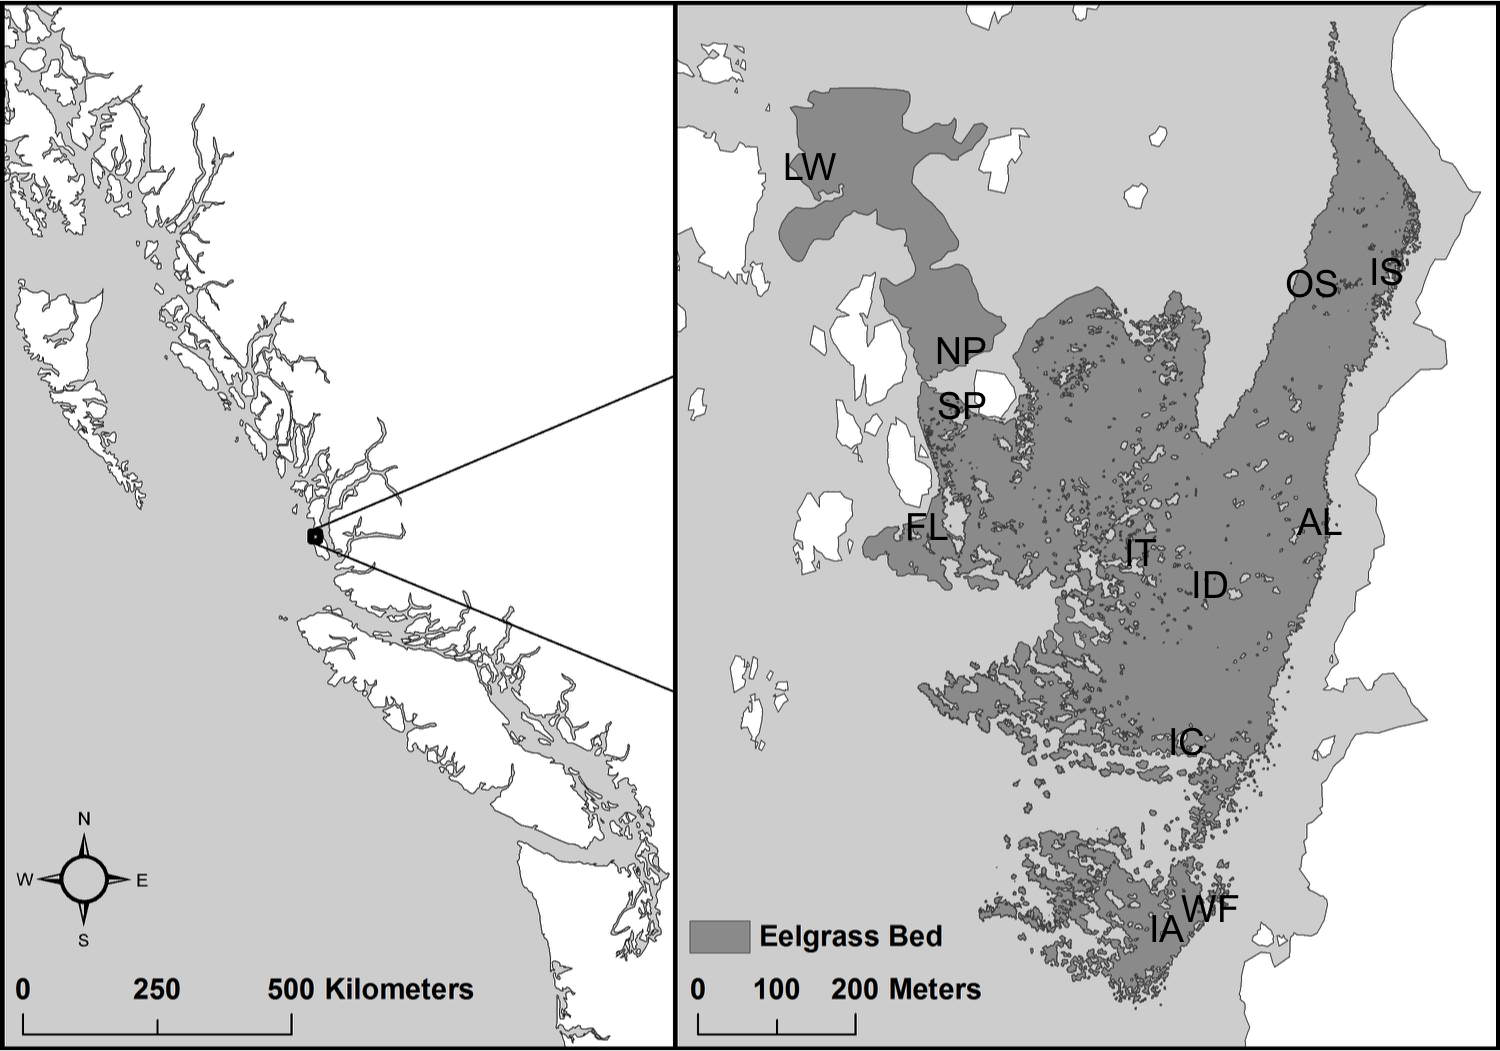 N
W E
S
0 250 500 Kilometers
LW
OS IS
NP
SP
FL AL
IT
ID
IC
WF
IA
Eelgrass Bed
0 100 200 Meters